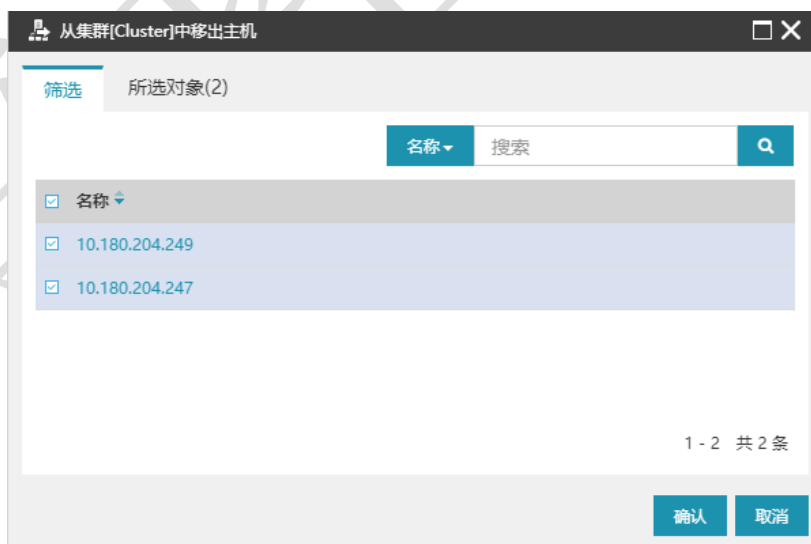 从集群[Cluster]中移出主机
筛选 所选对象(2)
名称 搜索
名称
10.180.204.249
10.180.204.247
1 - 2 共 2 条
确认 取消